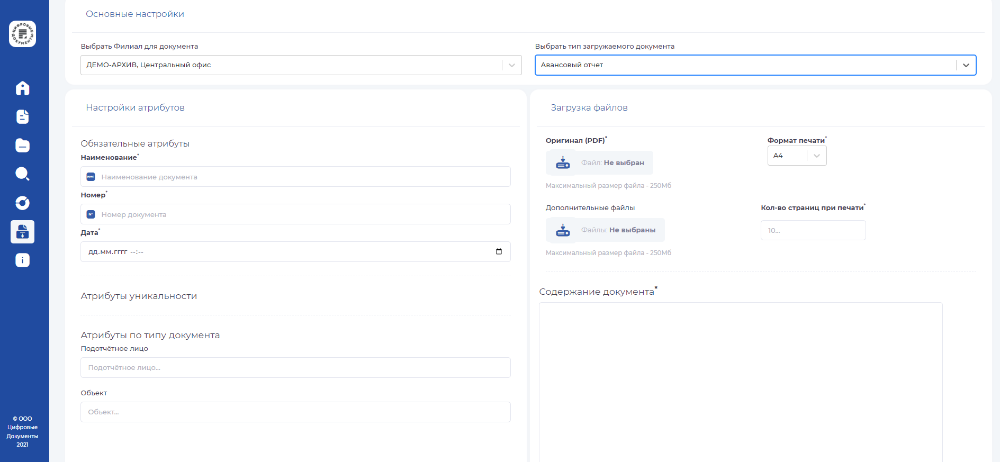 ЦИФРОВЫЕ ДОКУМЕНТЫ
Основные настройки
Выбрать Филиал для документа
ДЕМО-АРХИВ, Центральный офис
Выбрать тип загружаемого документа
Авансовый отчет
Настройки атрибутов
Обязательные атрибуты
Наименование*
ИМЯ Наименование документа
Номер*
N° Номер документа
Дата*
дд.мм.гггг --:--
Атрибуты уникальности
Атрибуты по типу документа
Подотчётное лицо
Подотчётное лицо...
Объект
Объект...
Загрузка файлов
Оригинал (PDF)*
Файл: Не выбран
Максимальный размер файла - 250Мб
Формат печати*
A4
Дополнительные файлы
Файлы: Не выбраны
Максимальный размер файла - 250Мб
Кол-во страниц при печати*
10...
Содержание документа*
© ООО
Цифровые
Документы
2021